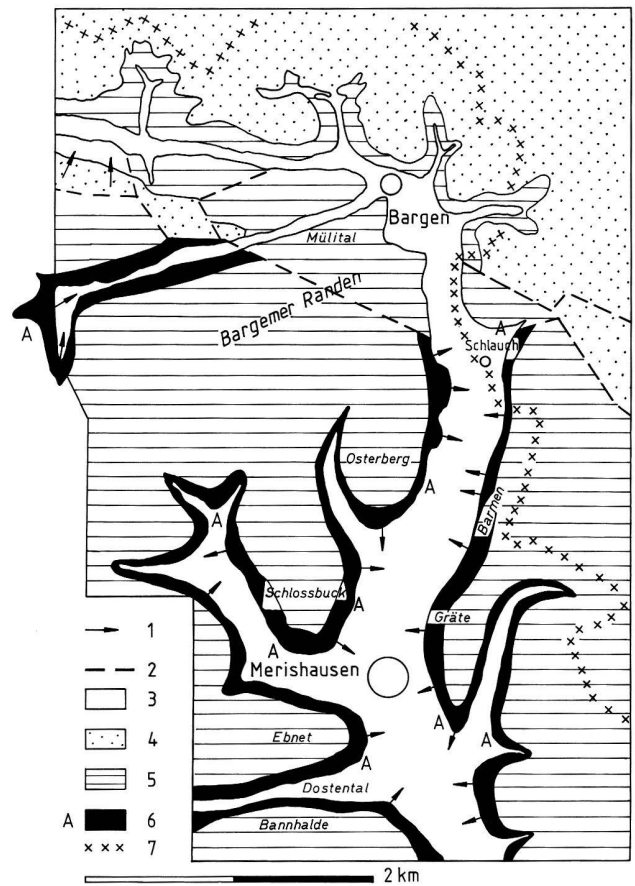 Bargen
Mülital
Bargemer Randen
A
A
Schlauch
Osterberg
A
Barmen
A
Schlossbuck
A
Gräte
A
Merishausen
A
A
Ebnet
A
Dostental
Bannhalde
1
2
3
4
5
A 6
x x x 7
2 km